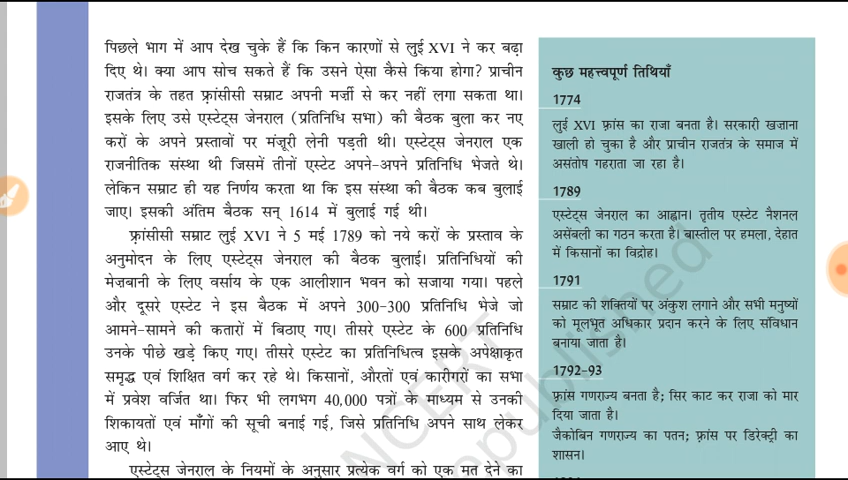 पिछले भाग में आप देख चुके हैं कि किन कारणों से लुई XVI ने कर बढ़ा
दिए थे। क्या आप सोच सकते हैं कि उसने ऐसा कैसे किया होगा? प्राचीन
राजतंत्र के तहत फ़्रांसीसी सम्राट अपनी मर्ज़ी से कर नहीं लगा सकता था।
इसके लिए उसे एस्टेट्स जेनराल (प्रतिनिधि सभा) की बैठक बुला कर नए
करों के अपने प्रस्तावों पर मंज़ूरी लेनी पड़ती थी। एस्टेट्स जेनराल एक
राजनीतिक संस्था थी जिसमें तीनों एस्टेट अपने-अपने प्रतिनिधि भेजते थे।
लेकिन सम्राट ही यह निर्णय करता था कि इस संस्था की बैठक कब बुलाई
जाए। इसकी अंतिम बैठक सन् 1614 में बुलाई गई थी।
फ़्रांसीसी सम्राट लुई XVI ने 5 मई 1789 को नये करों के प्रस्ताव के
अनुमोदन के लिए एस्टेट्स जेनराल की बैठक बुलाई। प्रतिनिधियों की
मेज़बानी के लिए वर्साय के एक आलीशान भवन को सजाया गया। पहले
और दूसरे एस्टेट ने इस बैठक में अपने 300-300 प्रतिनिधि भेजे जो
आमने-सामने की कतारों में बिठाए गए। तीसरे एस्टेट के 600 प्रतिनिधि
उनके पीछे खड़े किए गए। तीसरे एस्टेट का प्रतिनिधित्व इसके अपेक्षाकृत
समृद्ध एवं शिक्षित वर्ग कर रहे थे। किसानों, औरतों एवं कारीगरों का सभा
में प्रवेश वर्जित था। फिर भी लगभग 40,000 पत्रों के माध्यम से उनकी
शिकायतों एवं माँगों की सूची बनाई गई, जिसे प्रतिनिधि अपने साथ लेकर
आए थे।
एस्टेट्स जेनराल के नियमों के अनुसार प्रत्येक वर्ग को एक मत देने का
कुछ महत्त्वपूर्ण तिथियाँ
1774
लुई XVI फ़्रांस का राजा बनता है। सरकारी खज़ाना
खाली हो चुका है और प्राचीन राजतंत्र के समाज में
असंतोष गहराता जा रहा है।
1789
एस्टेट्स जेनराल का आह्वान। तृतीय एस्टेट नैशनल
असेंबली का गठन करता है। बास्तील पर हमला, देहात
में किसानों का विद्रोह।
1791
सम्राट की शक्तियों पर अंकुश लगाने और सभी मनुष्यों
को मूलभूत अधिकार प्रदान करने के लिए संविधान
बनाया जाता है।
1792-93
फ़्रांस गणराज्य बनता है; सिर काट कर राजा को मार
दिया जाता है।
जैकोबिन गणराज्य का पतन; फ़्रांस पर डिरेक्ट्री का
शासन।
NCERT
republished